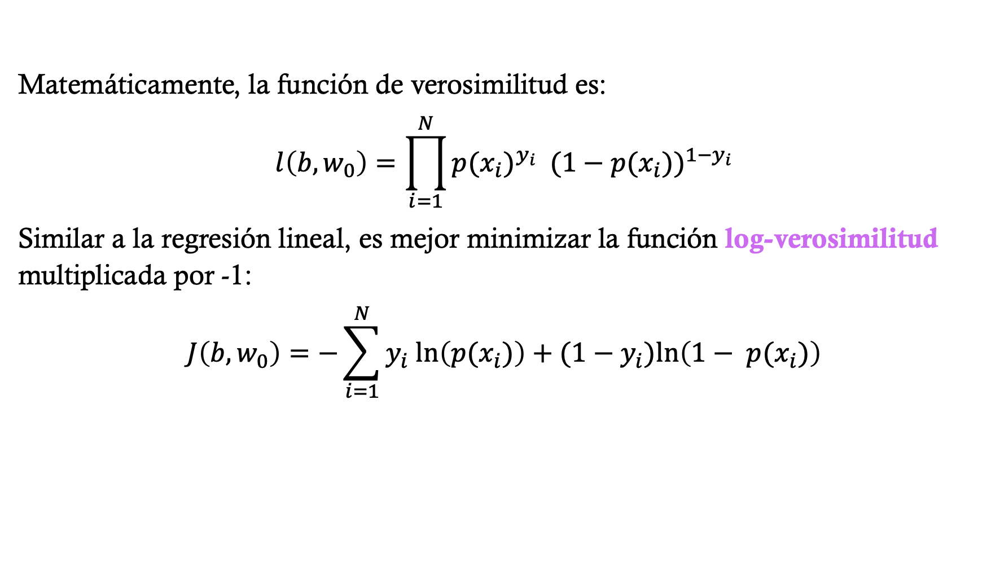 Matemáticamente, la función de verosimilitud es:
$$l(b, w_0) = \prod_{i=1}^{N} p(x_i)^{y_i} \ (1 - p(x_i))^{1-y_i}$$
Similar a la regresión lineal, es mejor minimizar la función log-verosimilitud
multiplicada por -1:
$$J(b, w_0) = -\sum_{i=1}^{N} y_i \ln(p(x_i)) + (1 - y_i)\ln(1 - p(x_i))$$